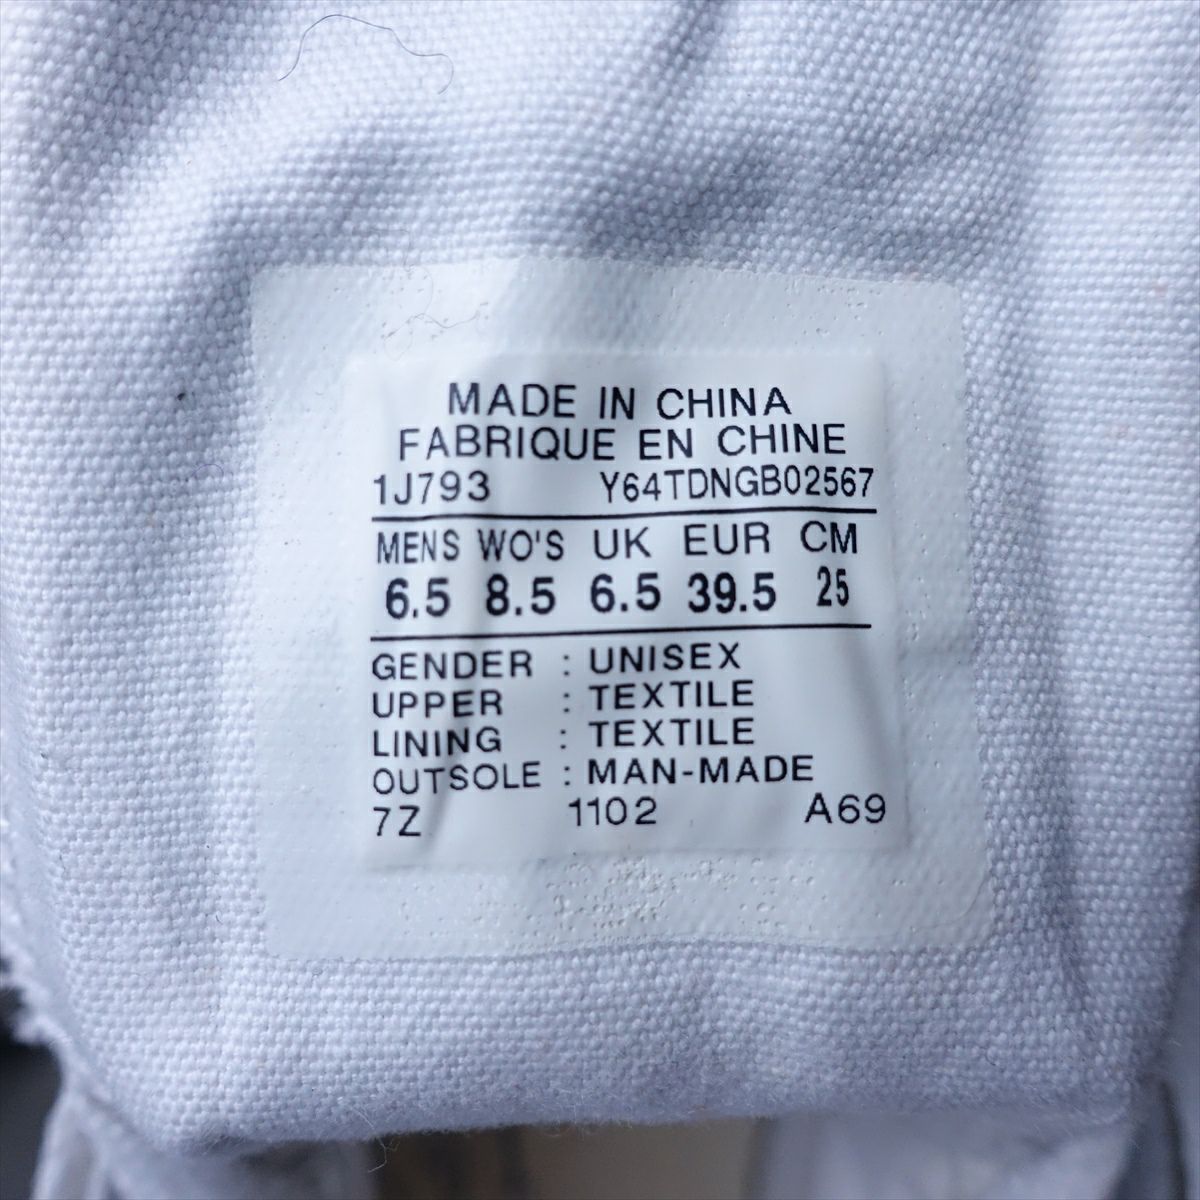 MADE IN CHINA
FABRIQUE EN CHINE
1J793 Y64TDNGB02567
MENS WO'S UK EUR CM
6.5 8.5 6.5 39.5 25
GENDER : UNISEX
UPPER : TEXTILE
LINING : TEXTILE
OUTSOLE : MAN-MADE
7Z 1102 A69